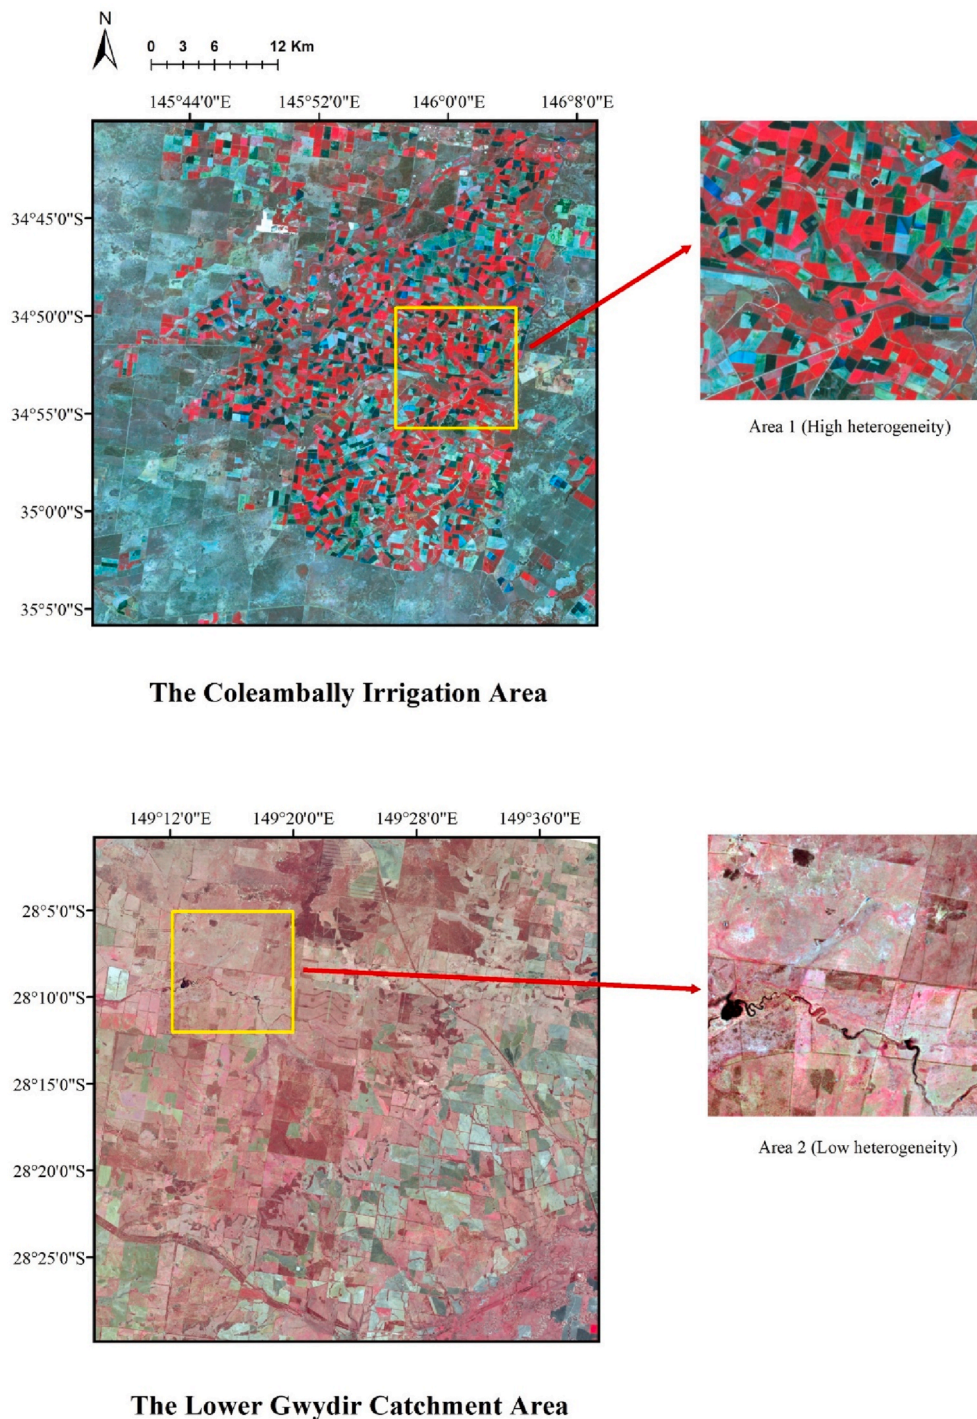 N
0 3 6 12 Km
145°44'0"E 145°52'0"E 146°0'0"E 146°8'0"E
34°45'0"S
34°50'0"S
34°55'0"S
35°0'0"S
35°5'0"S
Area 1 (High heterogeneity)
The Coleambally Irrigation Area
149°12'0"E 149°20'0"E 149°28'0"E 149°36'0"E
28°5'0"S
28°10'0"S
28°15'0"S
28°20'0"S
28°25'0"S
Area 2 (Low heterogeneity)
The Lower Gwydir Catchment Area